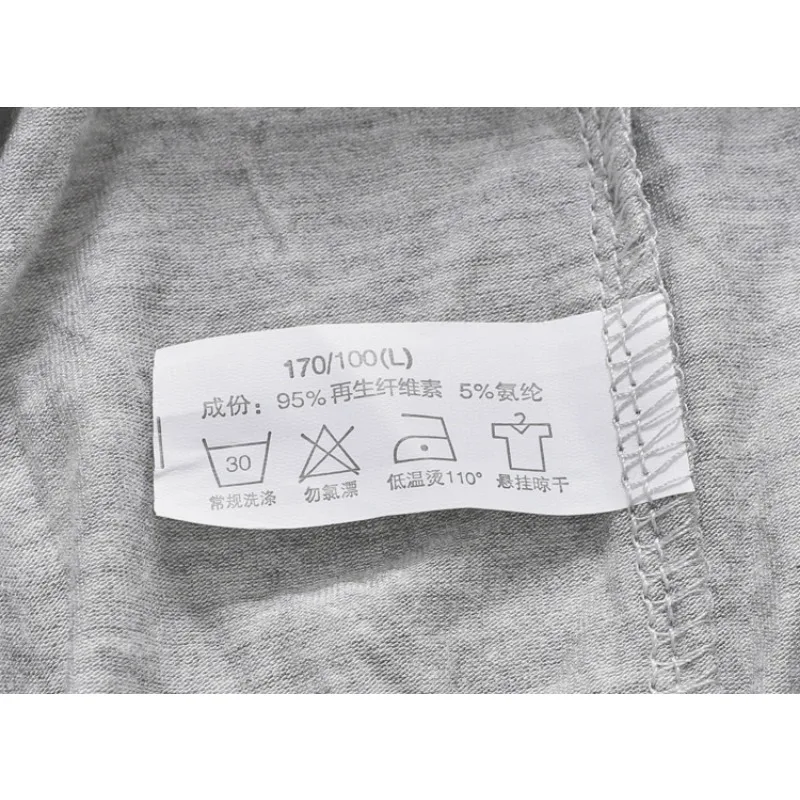 170/100(L)
成份：95%再生纤维素 5%氨纶
30
常规洗涤 勿氯漂 低温烫110° 悬挂晾干